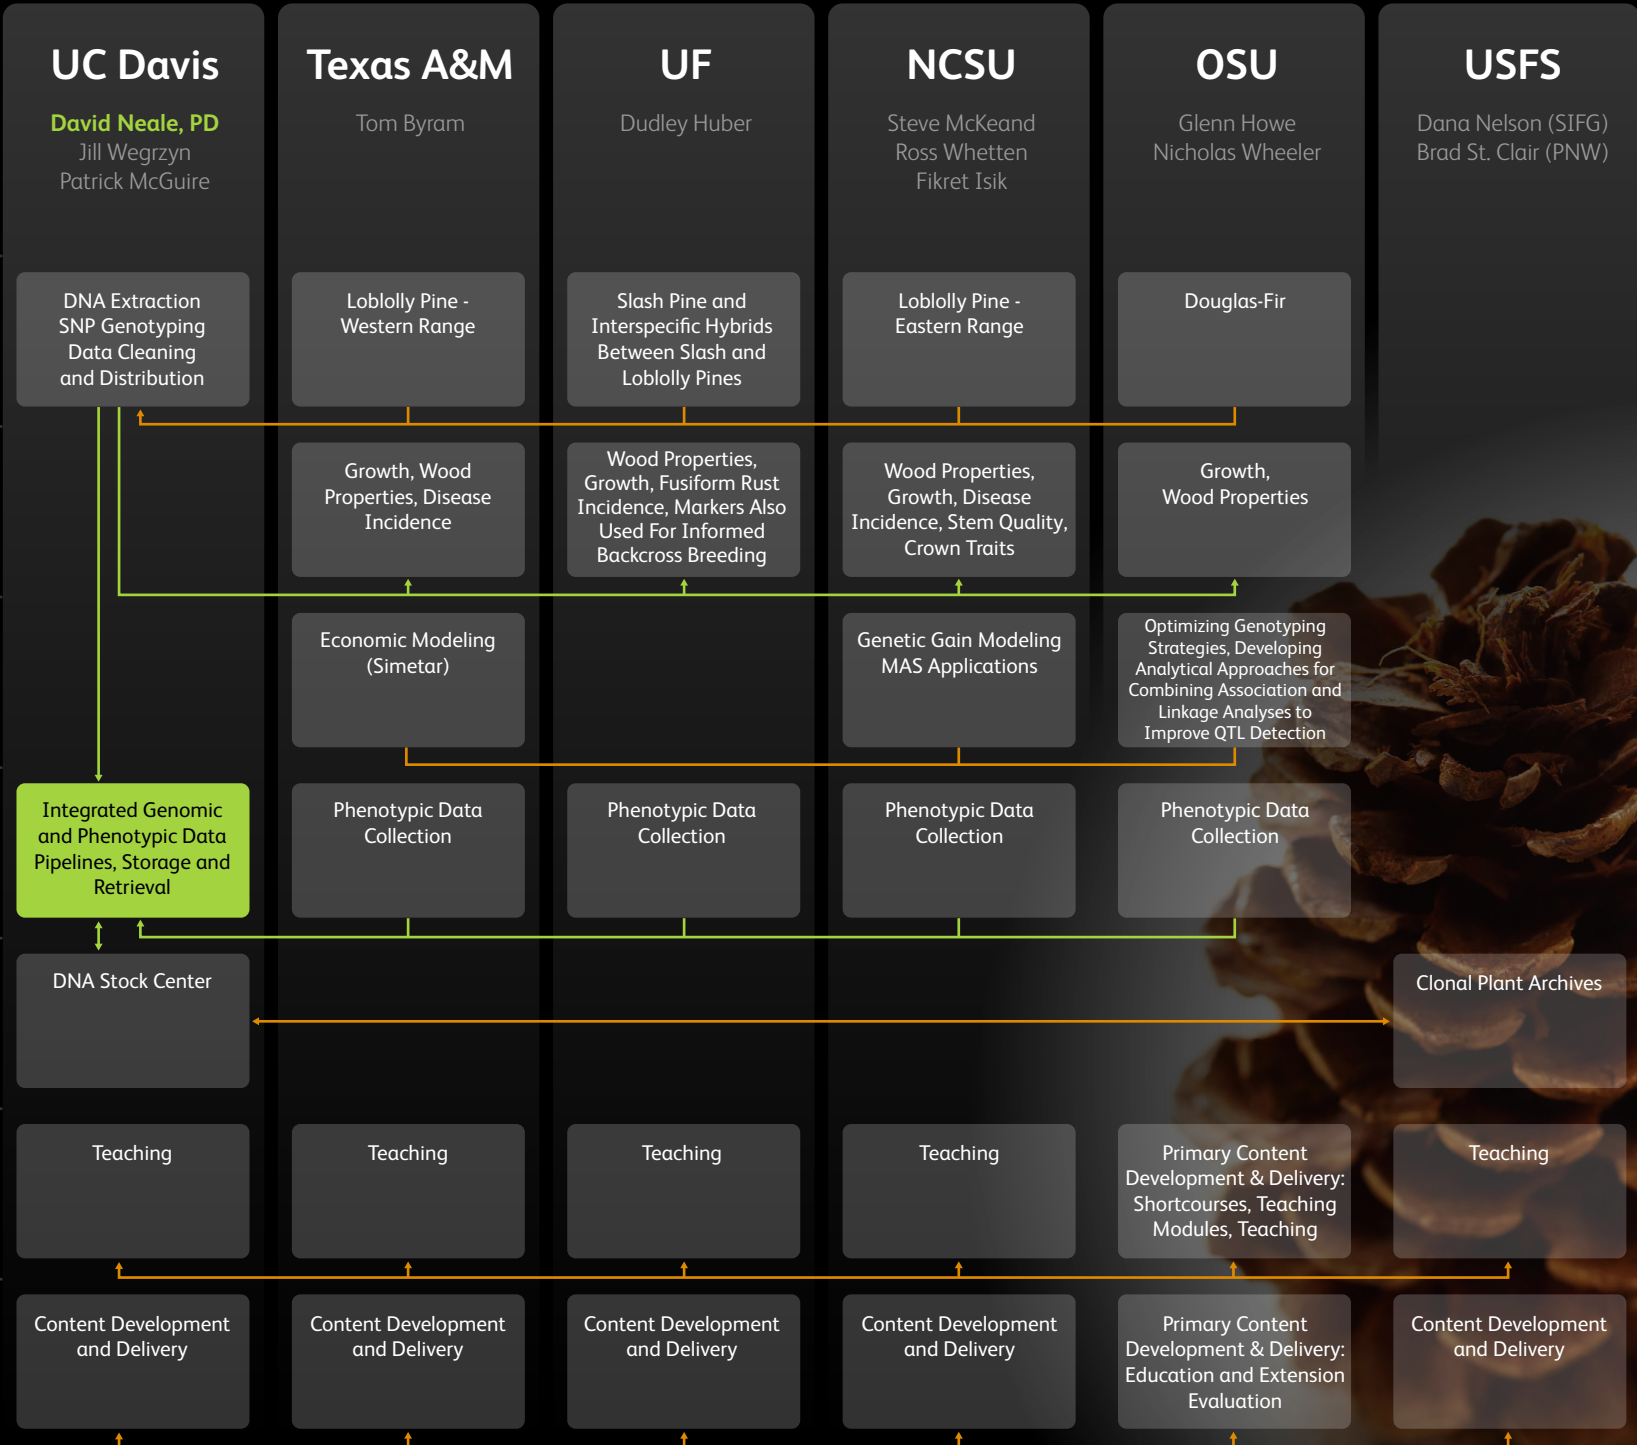 UC Davis
David Neale, PD
Jill Wegrzyn
Patrick McGuire
Texas A&M
Tom Byram
UF
Dudley Huber
NCSU
Steve McKeand
Ross Whetten
Fikret Isik
OSU
Glenn Howe
Nicholas Wheeler
USFS
Dana Nelson (SIFG)
Brad St. Clair (PNW)
DNA Extraction
SNP Genotyping
Data Cleaning
and Distribution
Loblolly Pine -
Western Range
Slash Pine and
Interspecific Hybrids
Between Slash and
Loblolly Pines
Loblolly Pine -
Eastern Range
Douglas-Fir
Growth, Wood
Properties, Disease
Incidence
Wood Properties,
Growth, Fusiform Rust
Incidence, Markers Also
Used For Informed
Backcross Breeding
Wood Properties,
Growth, Disease
Incidence, Stem Quality,
Crown Traits
Growth,
Wood Properties
Economic Modeling
(Simetar)
Genetic Gain Modeling
MAS Applications
Optimizing Genotyping
Strategies, Developing
Analytical Approaches for
Combining Association and
Linkage Analyses to
Improve QTL Detection
Integrated Genomic
and Phenotypic Data
Pipelines, Storage and
Retrieval
Phenotypic Data
Collection
Phenotypic Data
Collection
Phenotypic Data
Collection
Phenotypic Data
Collection
DNA Stock Center
Clonal Plant Archives
Teaching
Teaching
Teaching
Teaching
Primary Content
Development & Delivery:
Shortcourses, Teaching
Modules, Teaching
Teaching
Content Development
and Delivery
Content Development
and Delivery
Content Development
and Delivery
Content Development
and Delivery
Primary Content
Development & Delivery:
Education and Extension
Evaluation
Content Development
and Delivery